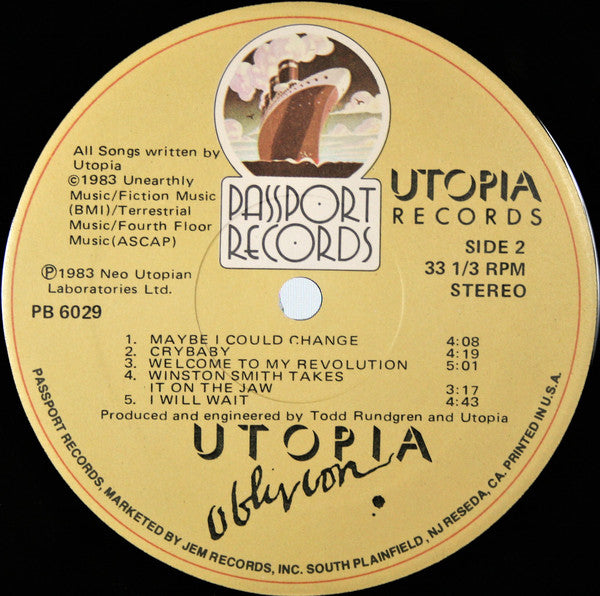 All Songs written by
Utopia
©1983 Unearthly
Music/Fiction Music
(BMI)/Terrestrial
Music/Fourth Floor
Music(ASCAP)
℗1983 Neo Utopian
Laboratories Ltd.
PB 6029
PASSPORT
RECORDS
UTOPIA
RECORDS
SIDE 2
33 1/3 RPM
STEREO
1. MAYBE I COULD CHANGE 4:08
2. CRYBABY 4:19
3. WELCOME TO MY REVOLUTION 5:01
4. WINSTON SMITH TAKES
IT ON THE JAW 3:17
5. I WILL WAIT 4:43
Produced and engineered by Todd Rundgren and Utopia
UTOPIA
oblivion
PASSPORT RECORDS, MARKETED BY JEM RECORDS, INC. SOUTH PLAINFIELD, NJ RESEDA, CA. PRINTED IN U.S.A.